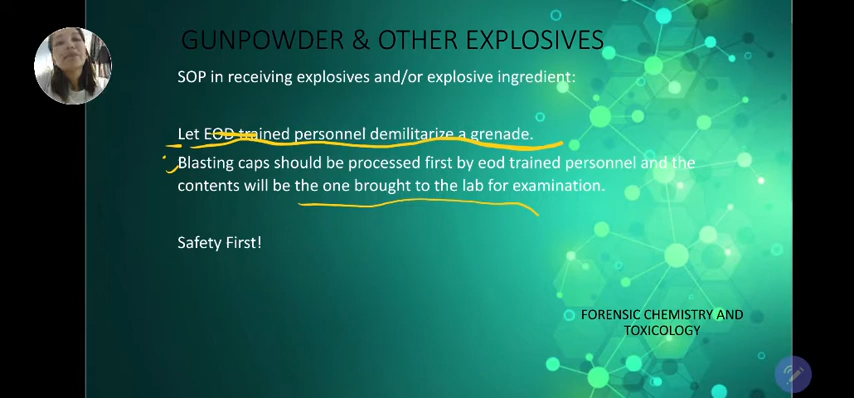 GUNPOWDER & OTHER EXPLOSIVES
SOP in receiving explosives and/or explosive ingredient:
Let EOD trained personnel demilitarize a grenade.
Blasting caps should be processed first by eod trained personnel and the
contents will be the one brought to the lab for examination.
Safety First!
FORENSIC CHEMISTRY AND
TOXICOLOGY